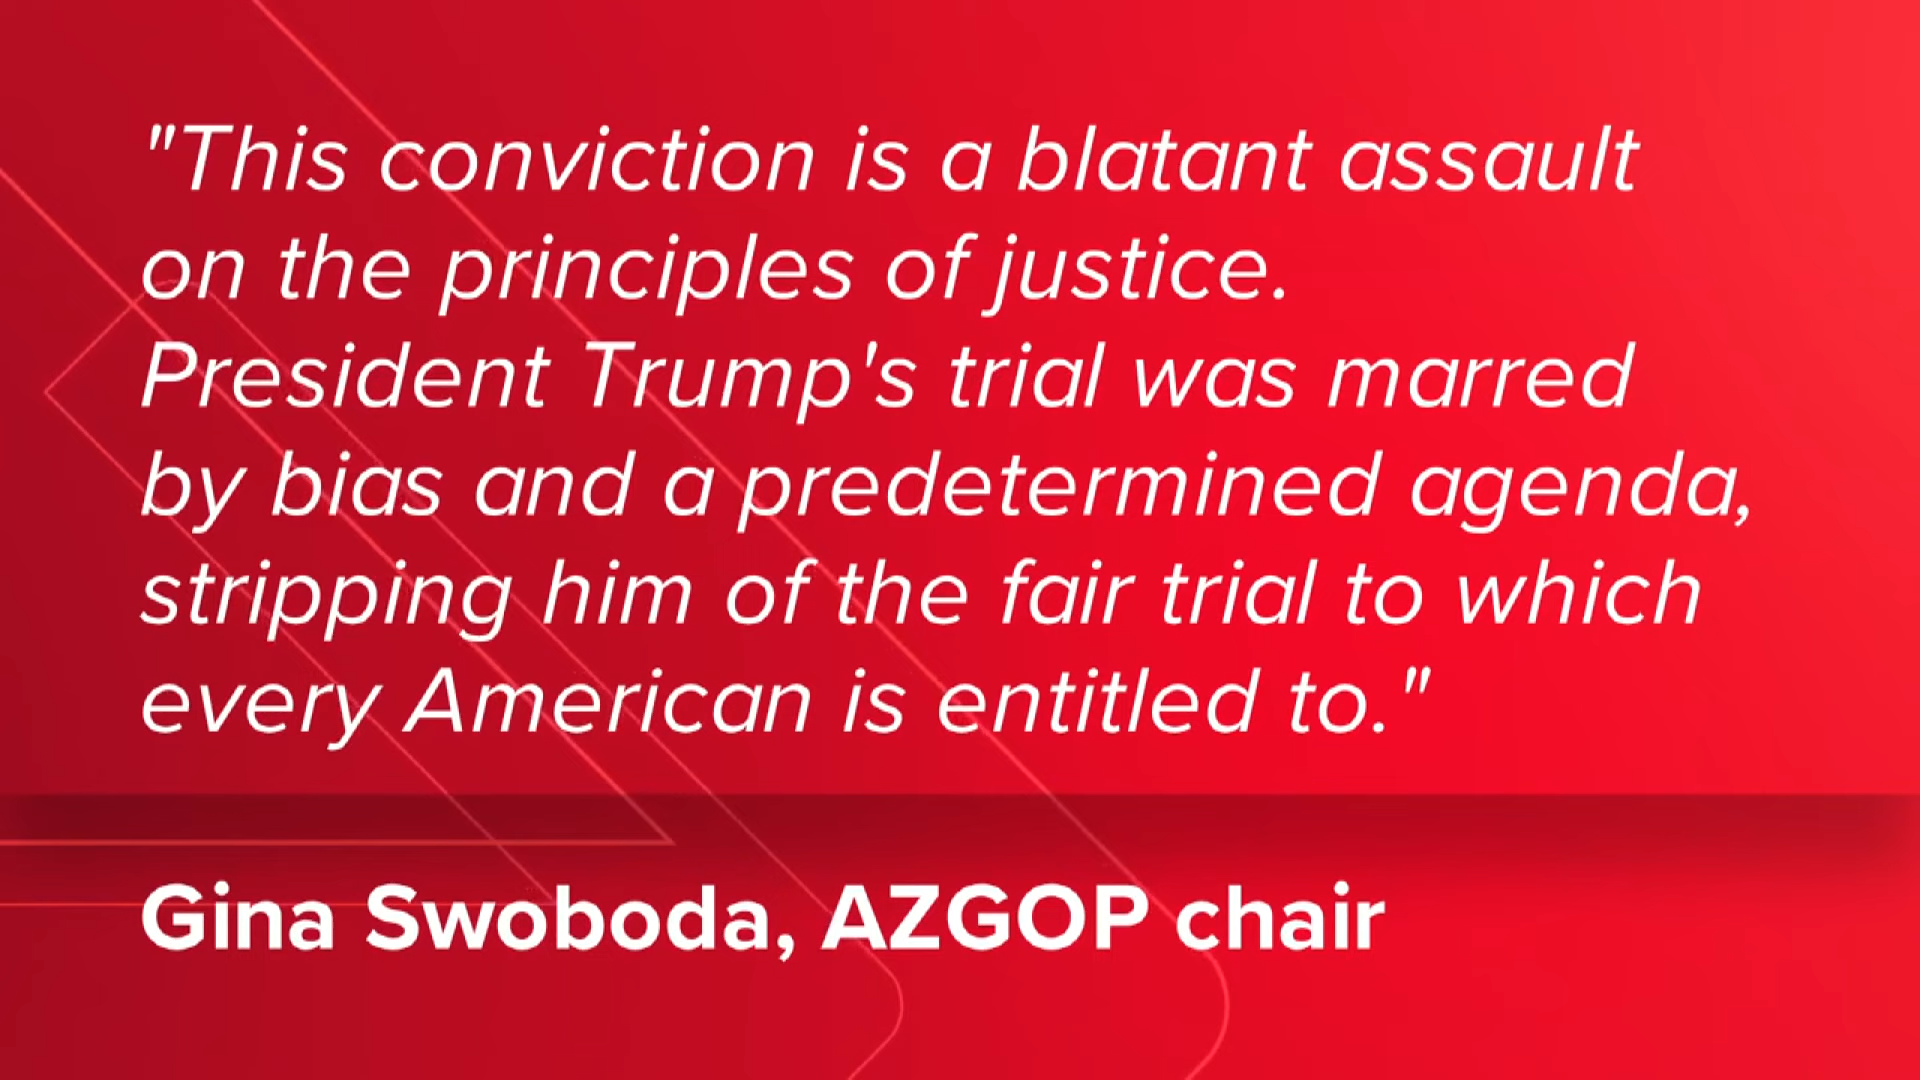 "This conviction is a blatant assault
on the principles of justice.
President Trump's trial was marred
by bias and a predetermined agenda,
stripping him of the fair trial to which
every American is entitled to."
Gina Swoboda, AZGOP chair